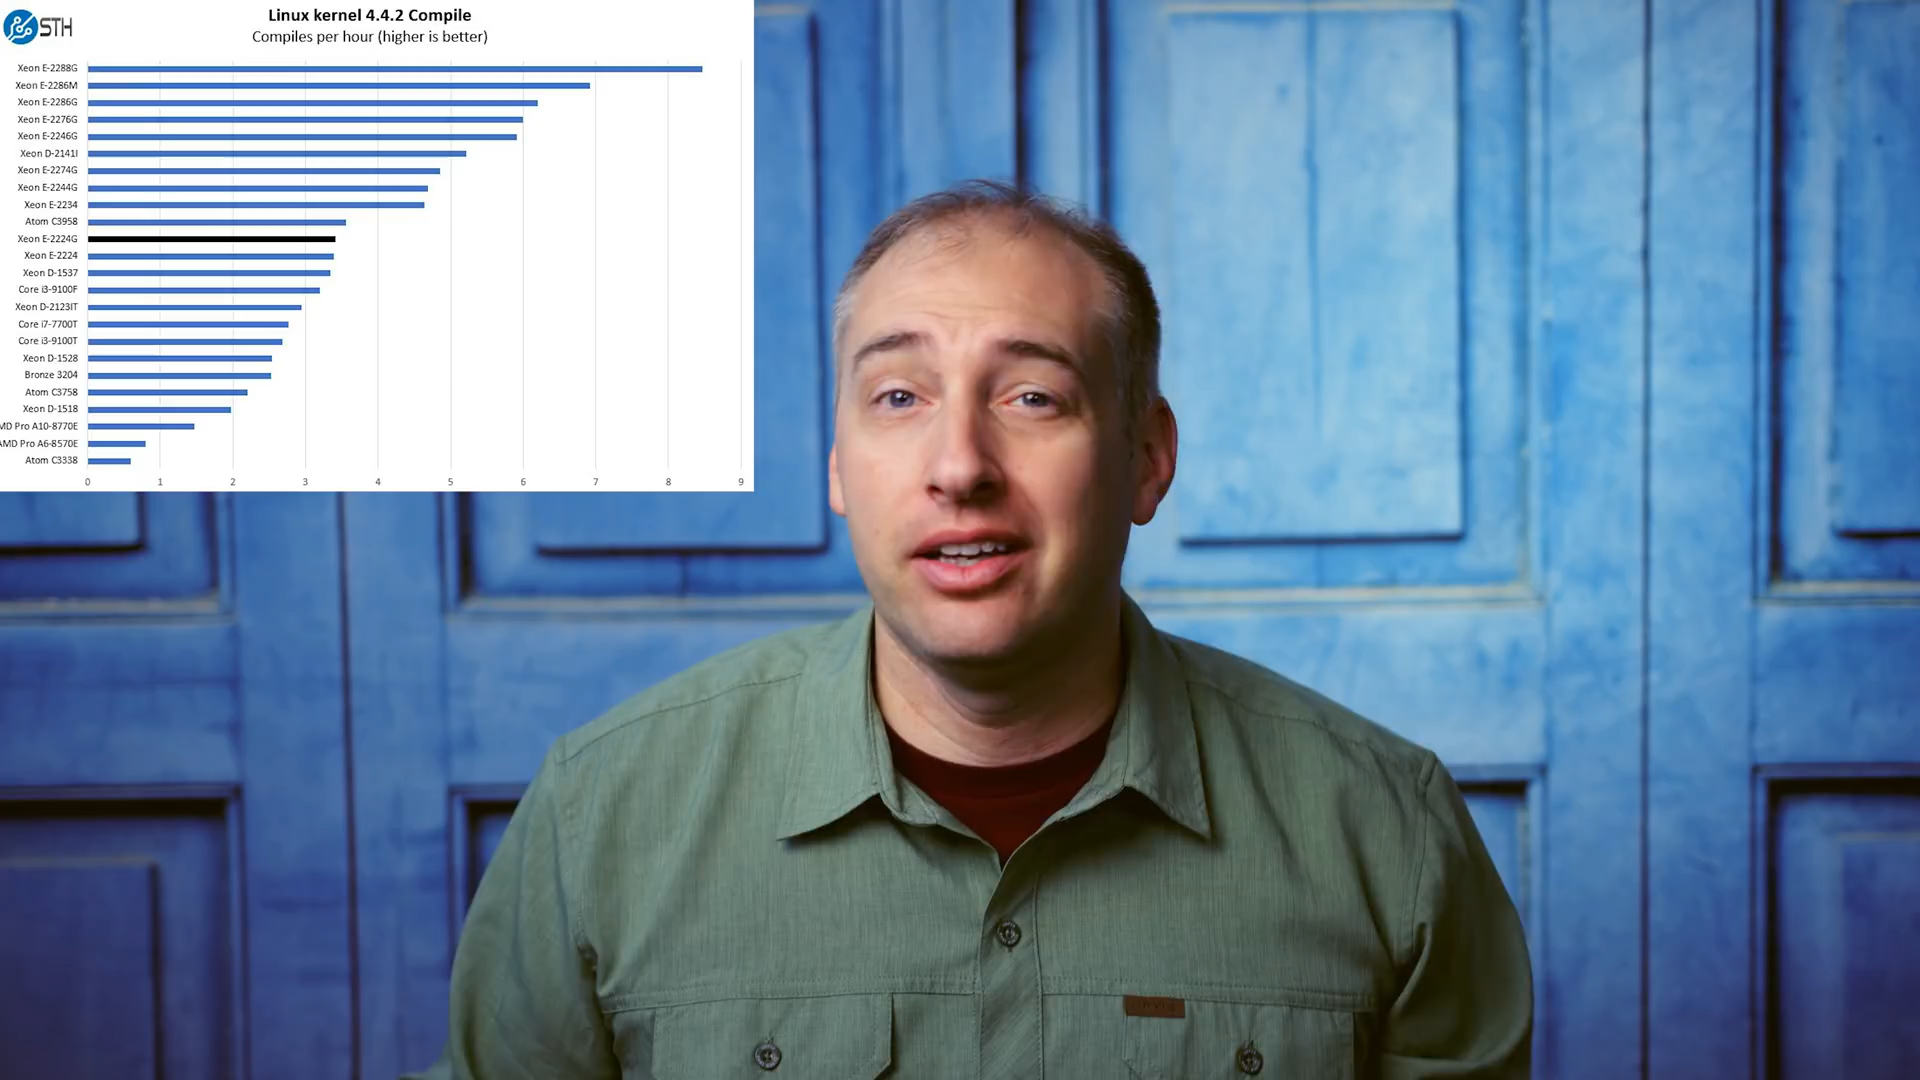 STH
Linux kernel 4.4.2 Compile
Compiles per hour (higher is better)
Xeon E-2288G
Xeon E-2286M
Xeon E-2286G
Xeon E-2276G
Xeon E-2246G
Xeon D-2141I
Xeon E-2274G
Xeon E-2244G
Xeon E-2234
Atom C3958
Xeon E-2224G
Xeon E-2224
Xeon D-1537
Core i3-9100F
Xeon D-2123IT
Core i7-7700T
Core i3-9100T
Xeon D-1528
Bronze 3204
Atom C3758
Xeon D-1518
MD Pro A10-8770E
AMD Pro A6-8570E
Atom C3338
0 1 2 3 4 5 6 7 8 9